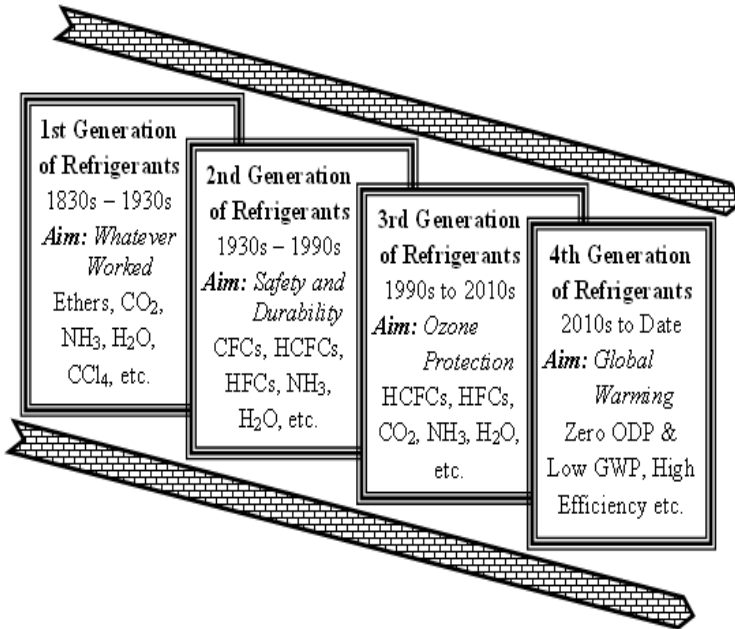 1st Generation
of Refrigerants
1830s – 1930s
Aim: Whatever
Worked
Ethers, CO₂,
NH₃, H₂O,
CCl₄, etc.
2nd Generation
of Refrigerants
1930s – 1990s
Aim: Safety and
Durability
CFCs, HCFCs,
HFCs, NH₃,
H₂O, etc.
3rd Generation
of Refrigerants
1990s to 2010s
Aim: Ozone
Protection
HCFCs, HFCs,
CO₂, NH₃, H₂O,
etc.
4th Generation
of Refrigerants
2010s to Date
Aim: Global
Warming
Zero ODP &
Low GWP, High
Efficiency etc.